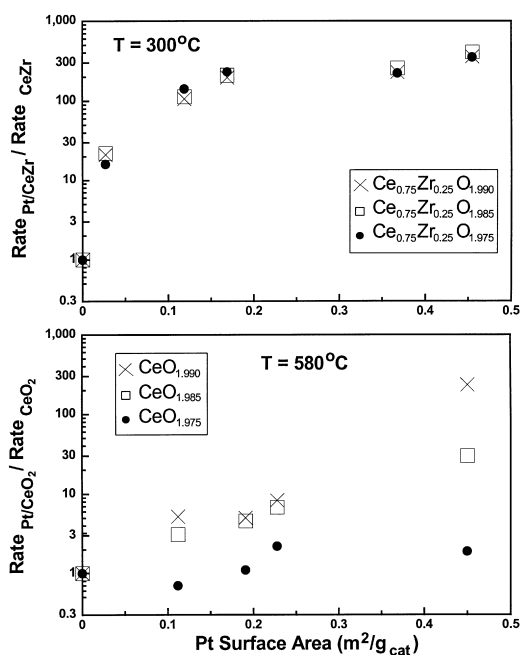 1,000
300
100
30
10
3
1
0.3
T = 300°C
Rate Pt/CeZr / Rate CeZr
Ce0.75Zr0.25O1.990
Ce0.75Zr0.25O1.985
Ce0.75Zr0.25O1.975
0 0.1 0.2 0.3 0.4 0.5
1,000
300
100
30
10
3
1
0.3
CeO1.990
CeO1.985
CeO1.975
T = 580°C
Rate Pt/CeO2 / Rate CeO2
0 0.1 0.2 0.3 0.4 0.5
Pt Surface Area (m2/gcat)